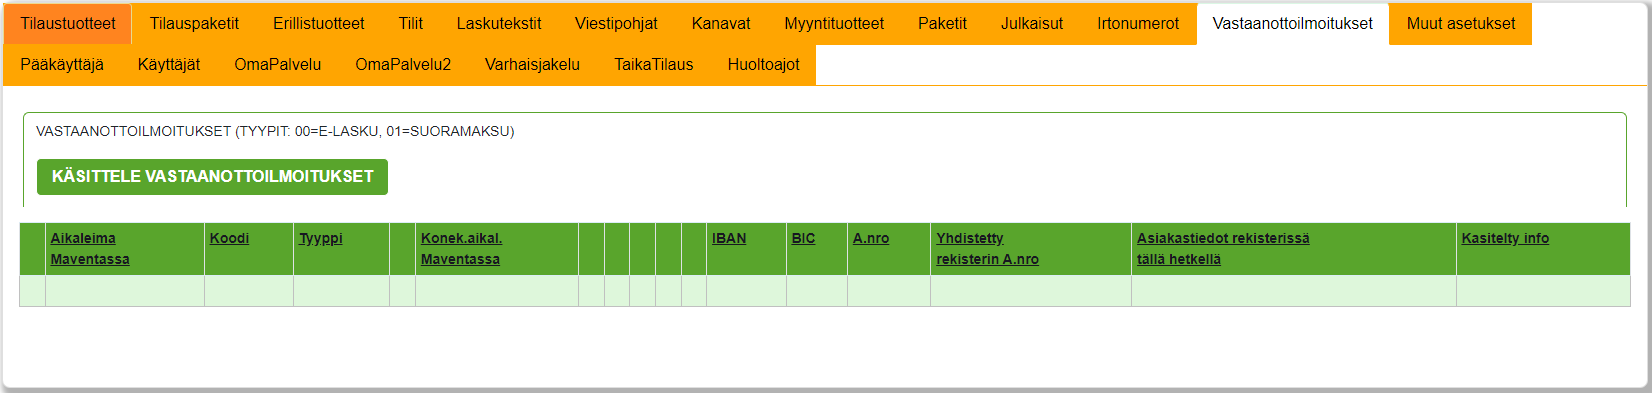 Tilaustuotteet Tilauspaketit Erillistuotteet Tilit Laskutekstit Viestipohjat Kanavat Myyntituotteet Paketit Julkaisut Irtonumerot Vastaanottoilmoitukset Muut asetukset
Pääkäyttäjä Käyttäjät OmaPalvelu OmaPalvelu2 Varhaisjakelu TaikaTilaus Huoltoajot
VASTAANOTTOILMOITUKSET (TYYPIT: 00=E-LASKU, 01=SUORAMAKSU)
KÄSITTELE VASTAANOTTOILMOITUKSET
Aikaleima Koodi Tyyppi Konek.aikal. IBAN BIC A.nro Yhdistetty Asiakastiedot rekisterissä Kasitelty info
Maventassa Maventassa rekisterin A.nro tällä hetkellä